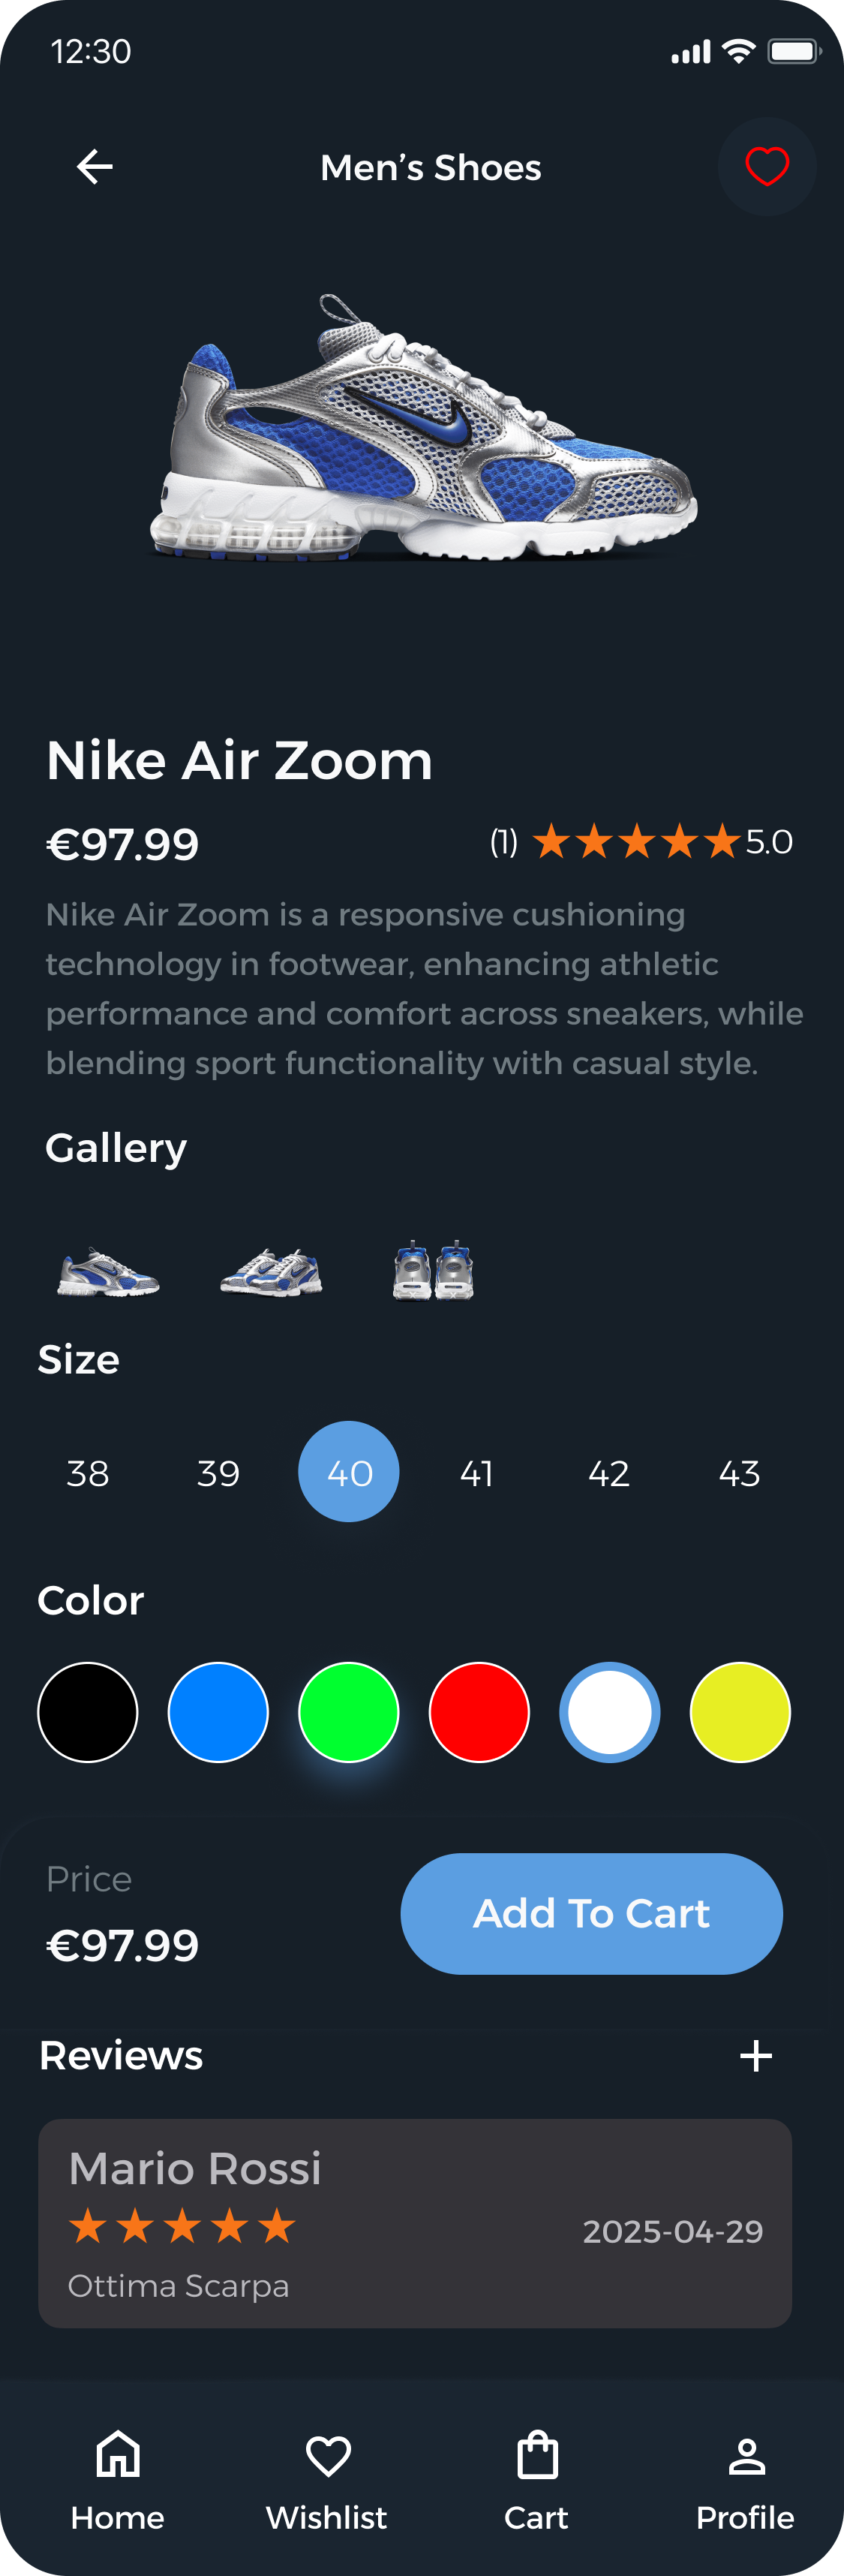 12:30
Men’s Shoes
Nike Air Zoom
€97.99
(1) 5.0
Nike Air Zoom is a responsive cushioning
technology in footwear, enhancing athletic
performance and comfort across sneakers, while
blending sport functionality with casual style.
Gallery
Size
38 39 40 41 42 43
Color
Price
€97.99
Add To Cart
Reviews
Mario Rossi
2025-04-29
Ottima Scarpa
Home Wishlist Cart Profile